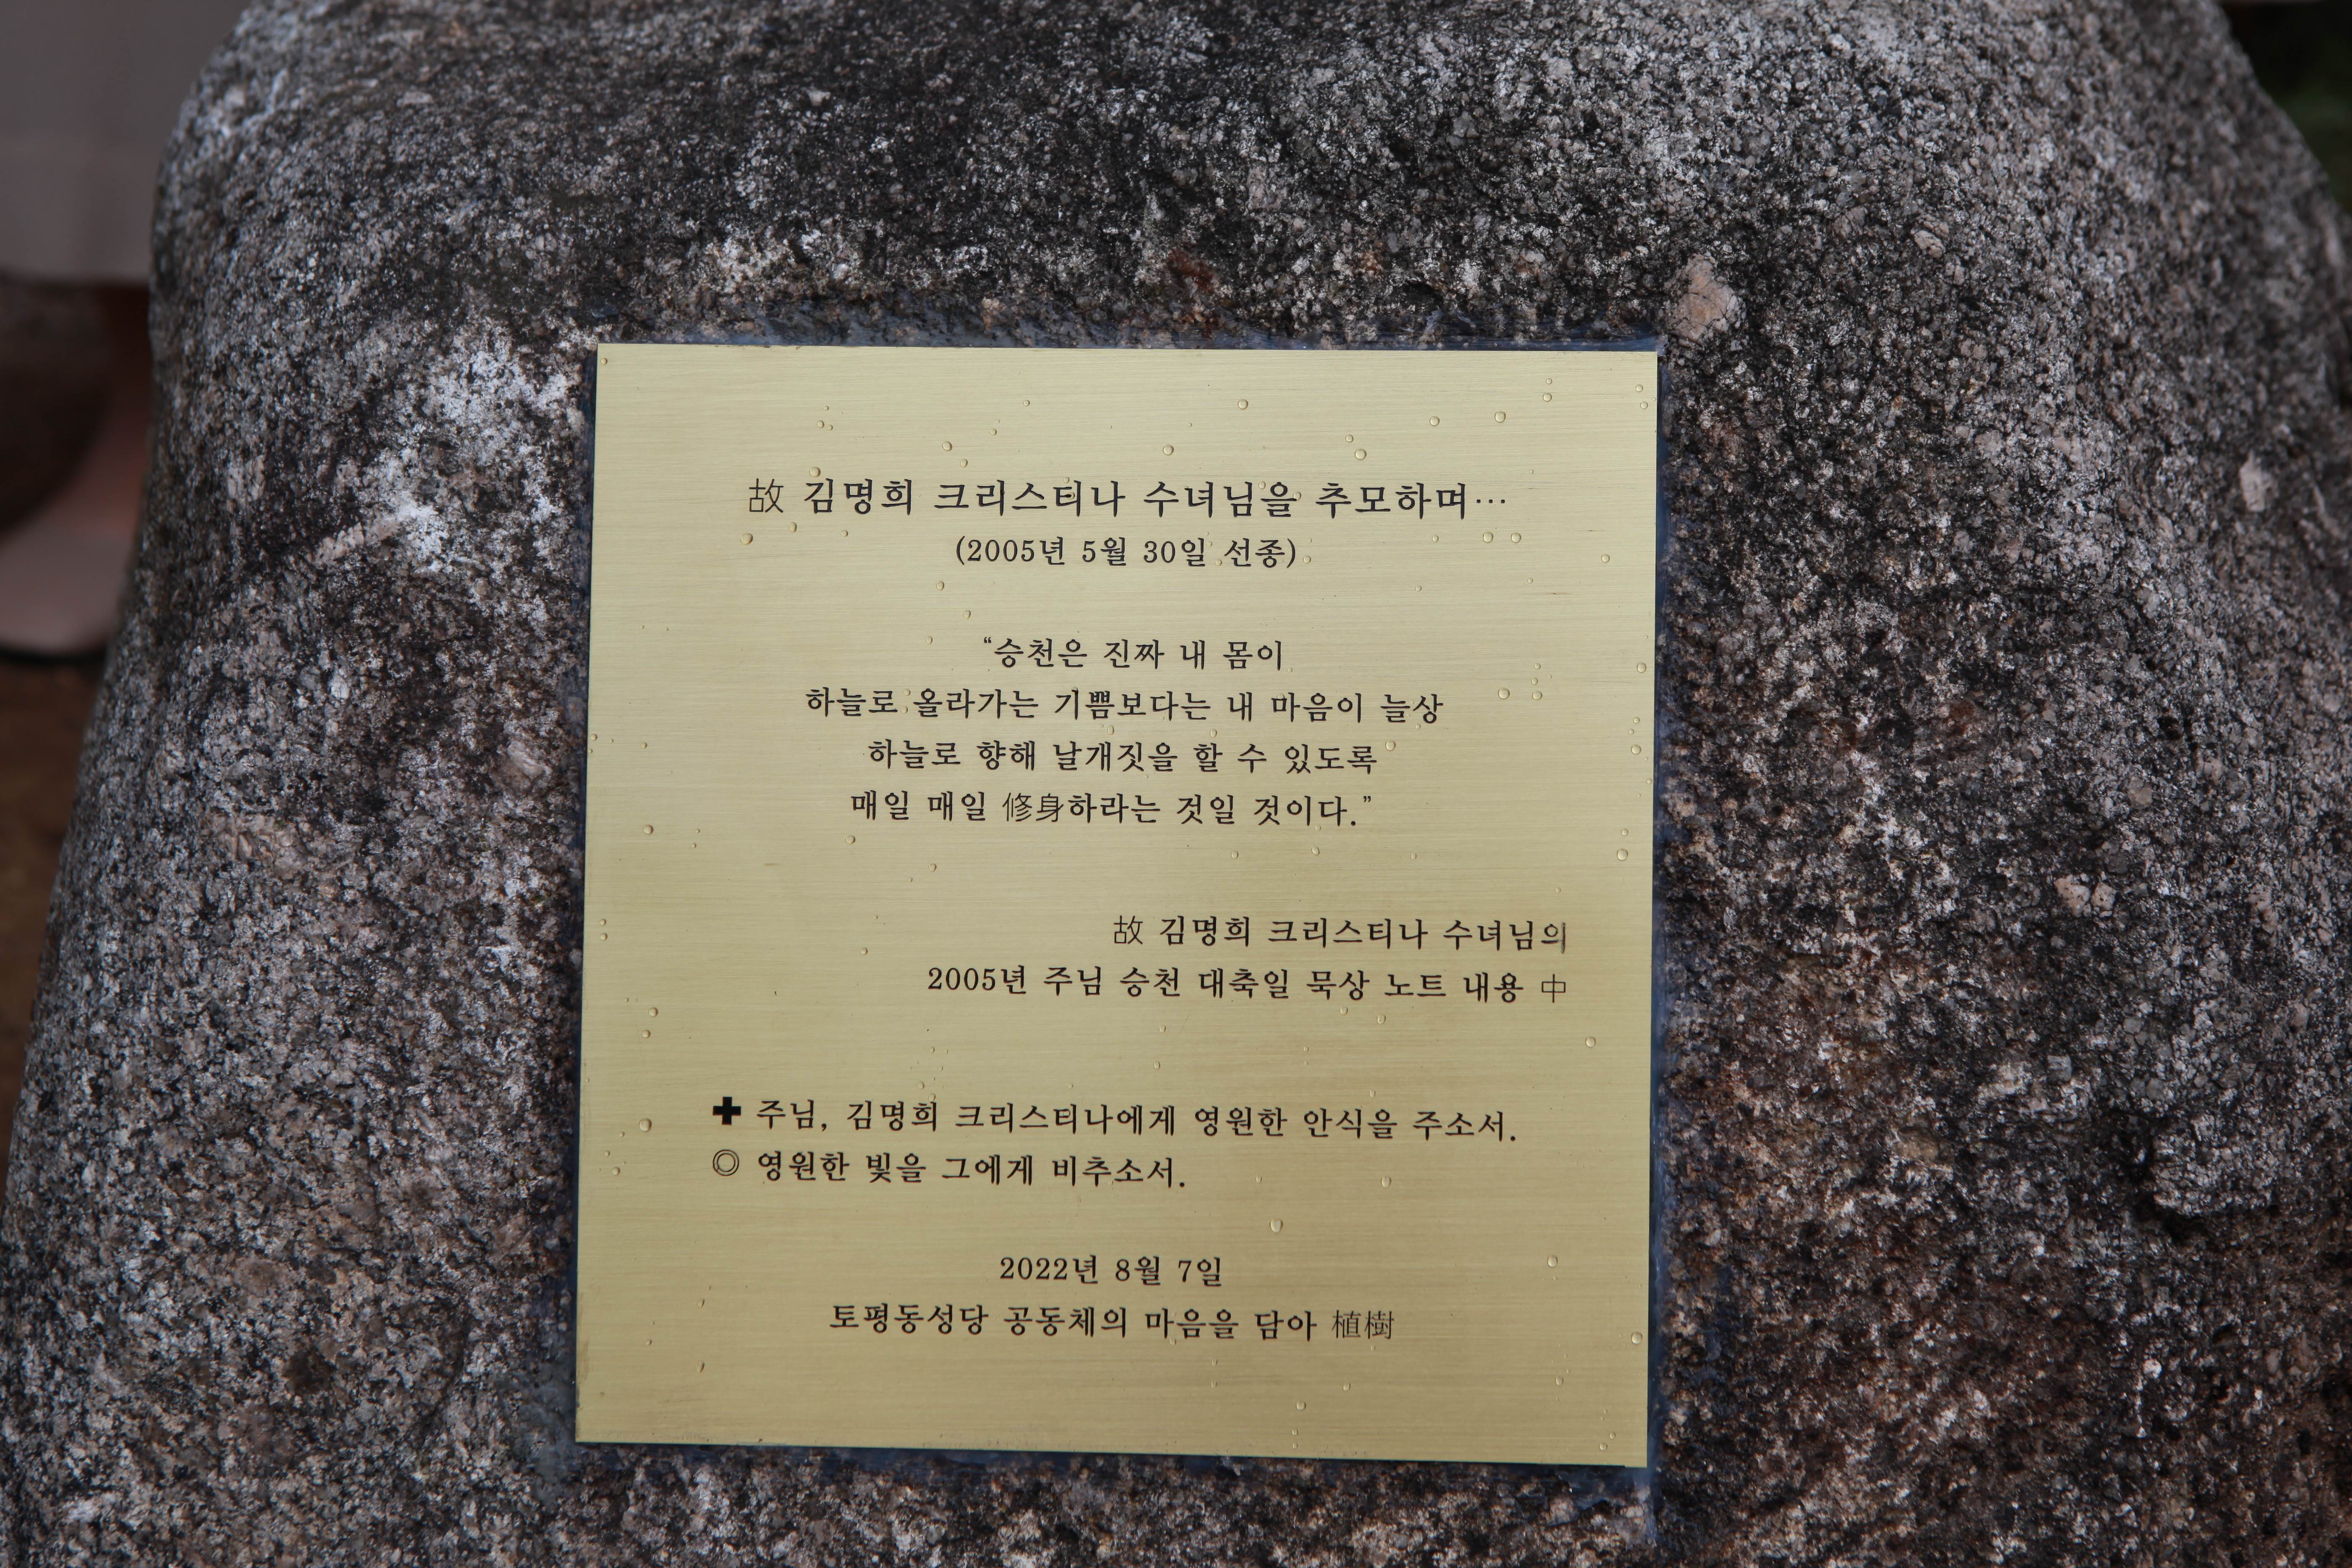 故 김명희 크리스티나 수녀님을 추모하며…
(2005년 5월 30일 선종)
“승천은 진짜 내 몸이
하늘로 올라가는 기쁨보다는 내 마음이 늘상
하늘로 향해 날개짓을 할 수 있도록
매일 매일 修身하라는 것일 것이다.”
故 김명희 크리스티나 수녀님의
2005년 주님 승천 대축일 묵상 노트 내용 中
✚ 주님, 김명희 크리스티나에게 영원한 안식을 주소서.
◎ 영원한 빛을 그에게 비추소서.
2022년 8월 7일
토평동성당 공동체의 마음을 담아 植樹